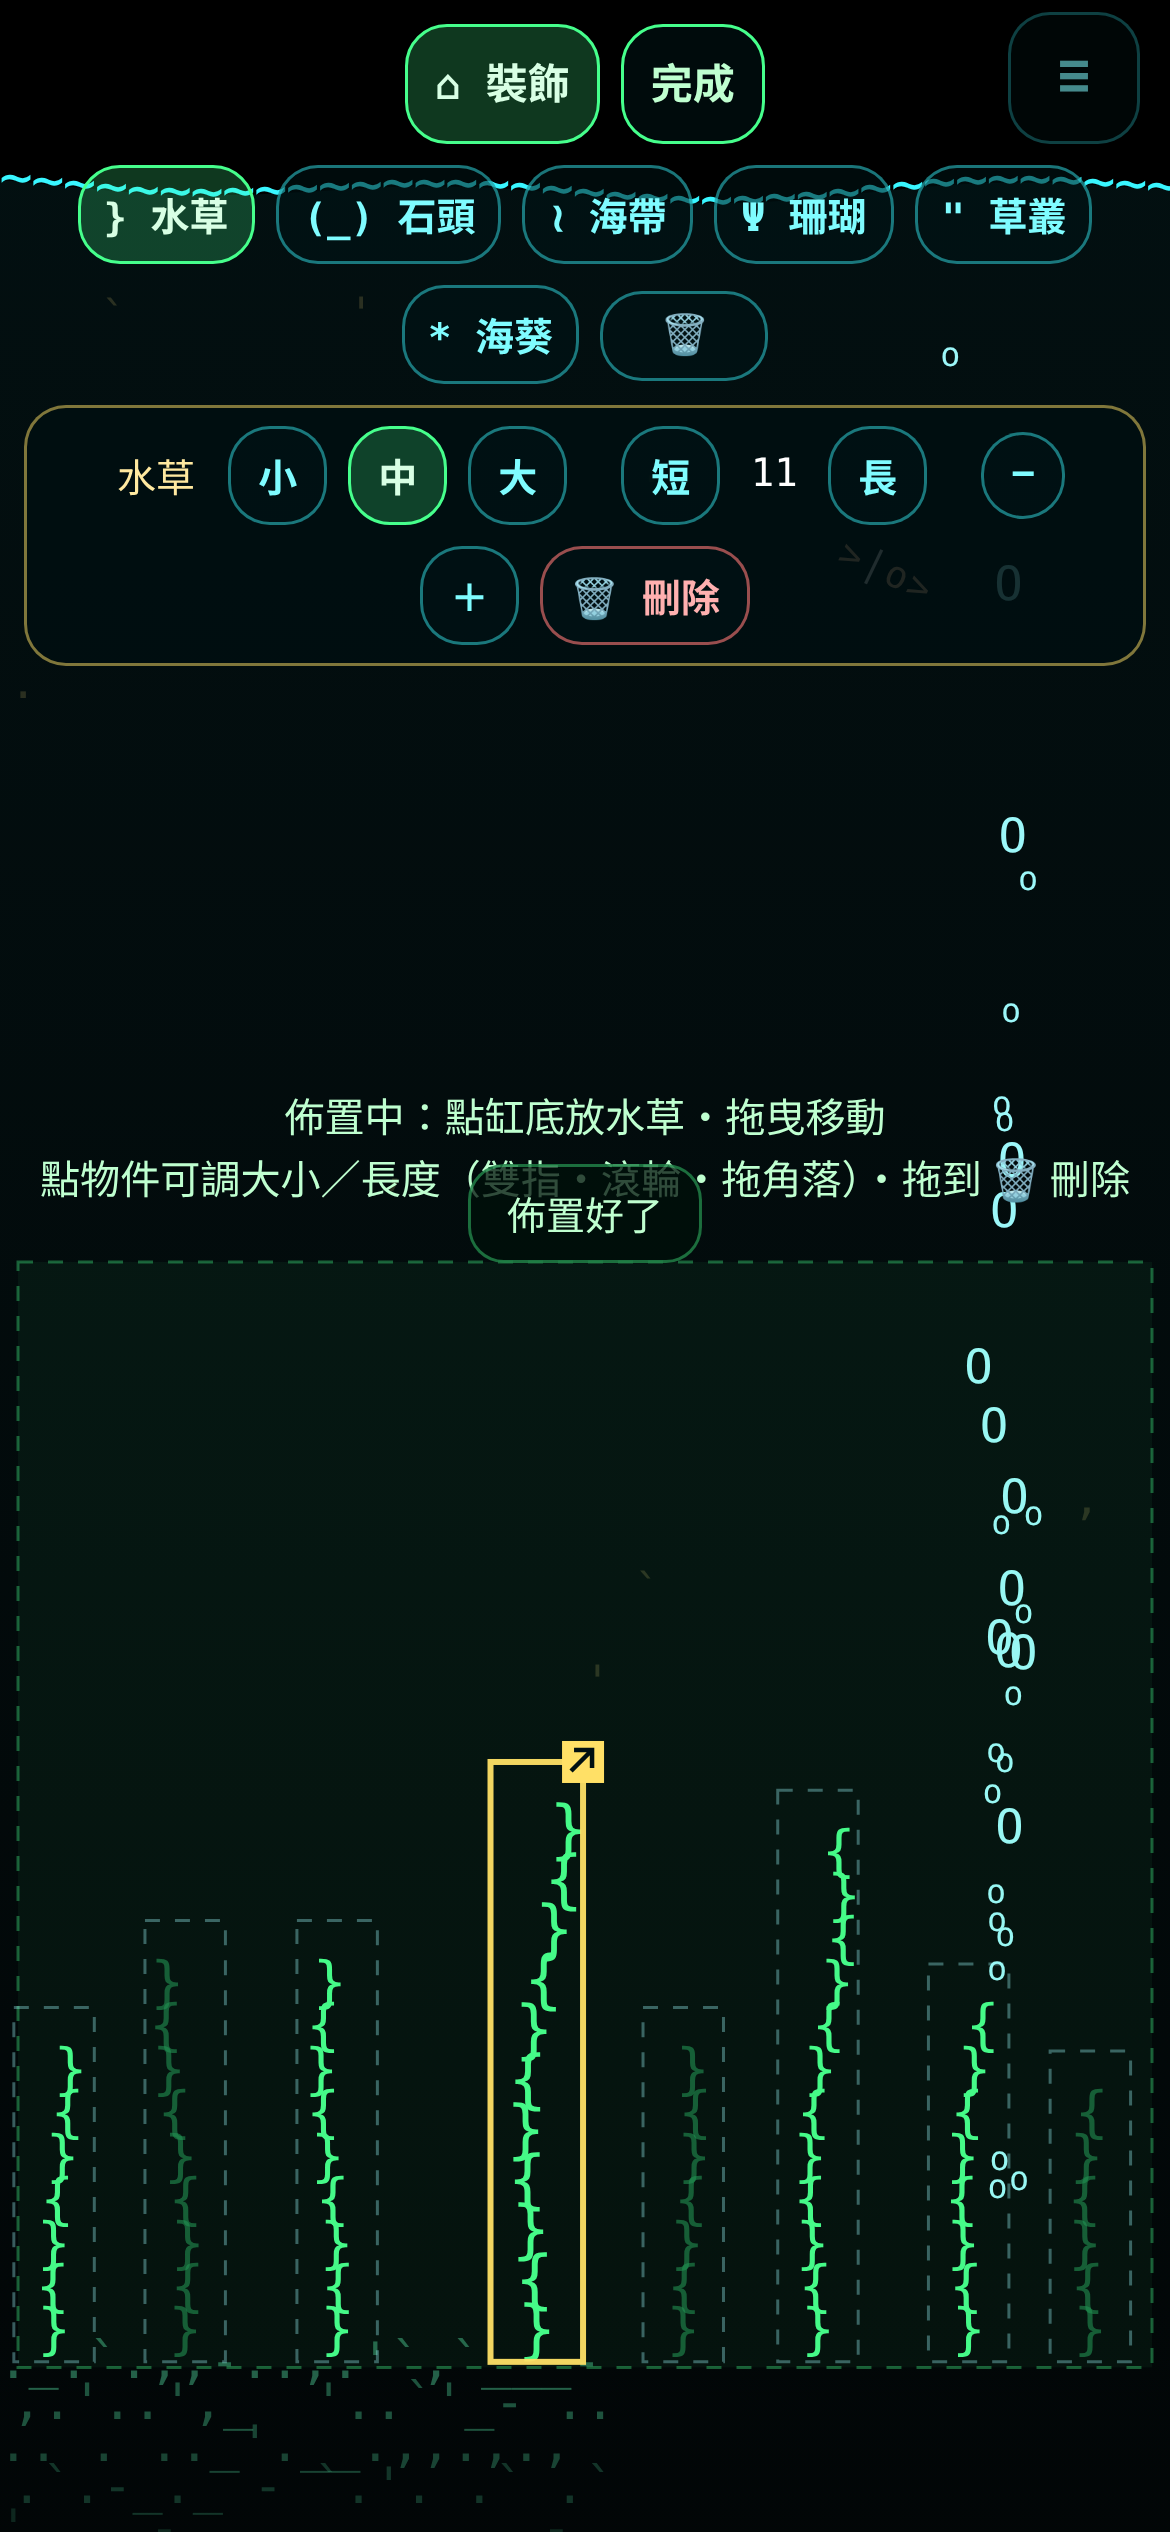 ⌂ 裝飾 完成 ☰
} 水草 (_) 石頭 ≀ 海帶 Ψ 珊瑚 " 草叢
* 海葵 🗑️
水草 小 中 大 短 11 長 −
＋ 🗑️ 刪除
佈置中：點缸底放水草・拖曳移動
點物件可調大小／長度（雙指・滾輪・拖角落）・拖到 🗑️ 刪除
佈置好了